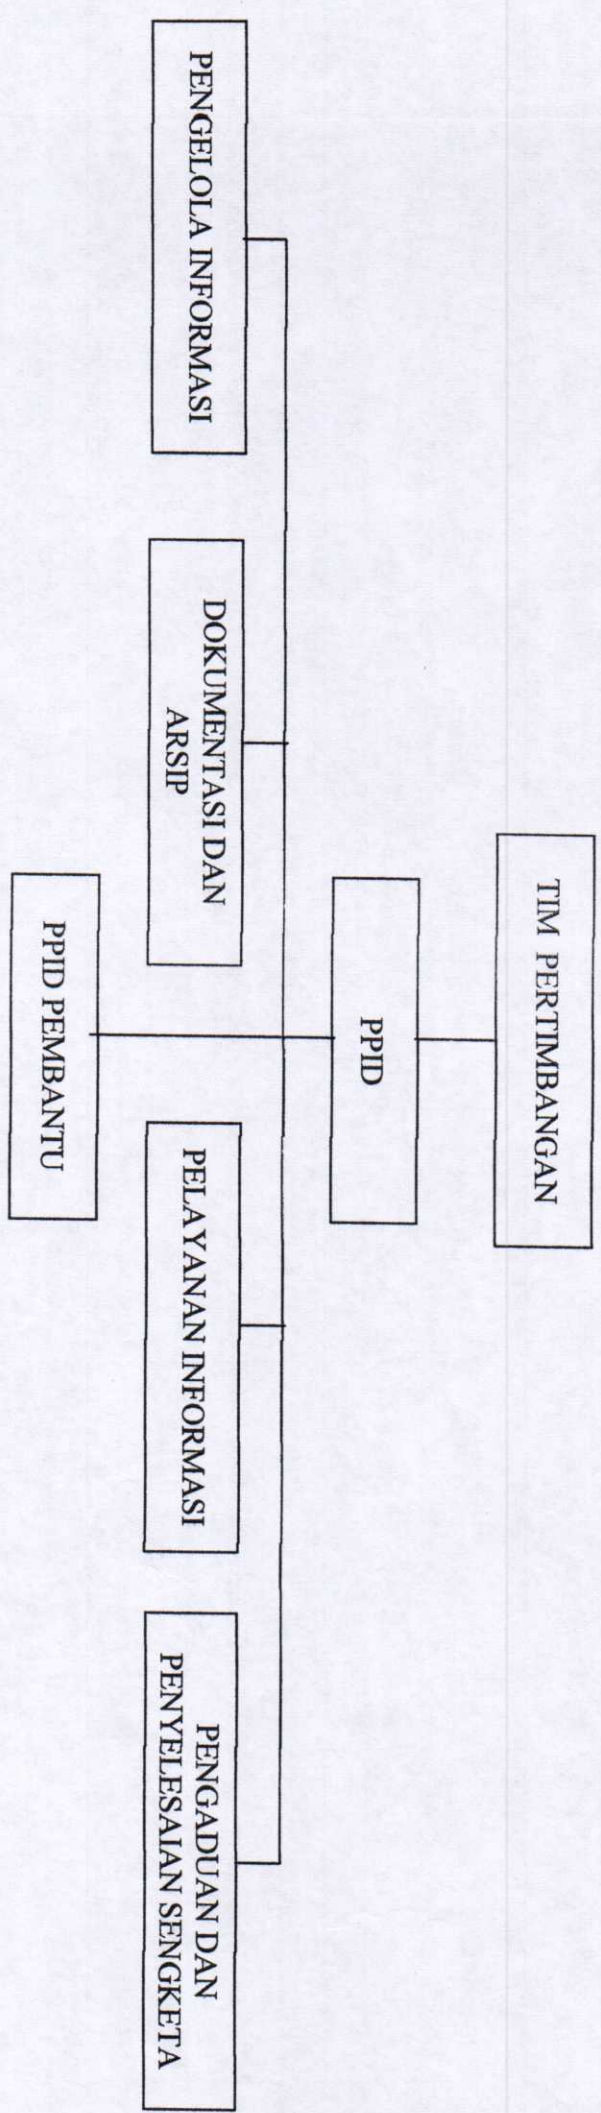 TIM PERTIMBANGAN
PPID
PENGELOLA INFORMASI
DOKUMENTASI DAN
ARSIP
PELAYANAN INFORMASI
PENGADUAN DAN
PENYELESAIAN SENGKETA
PPID PEMBANTU